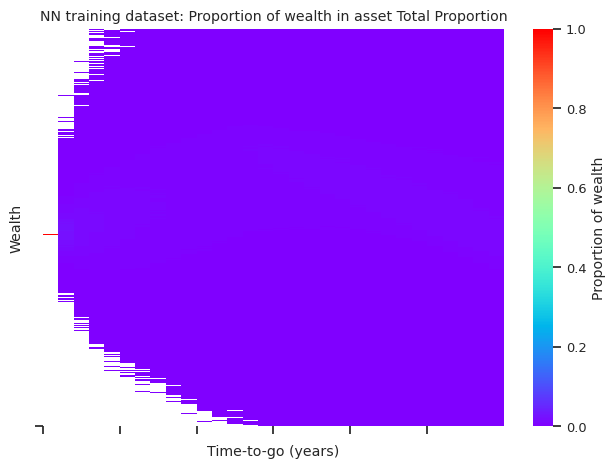 NN training dataset: Proportion of wealth in asset Total Proportion
Wealth
Time-to-go (years)
1.0
0.8
0.6
0.4
0.2
0.0
Proportion of wealth